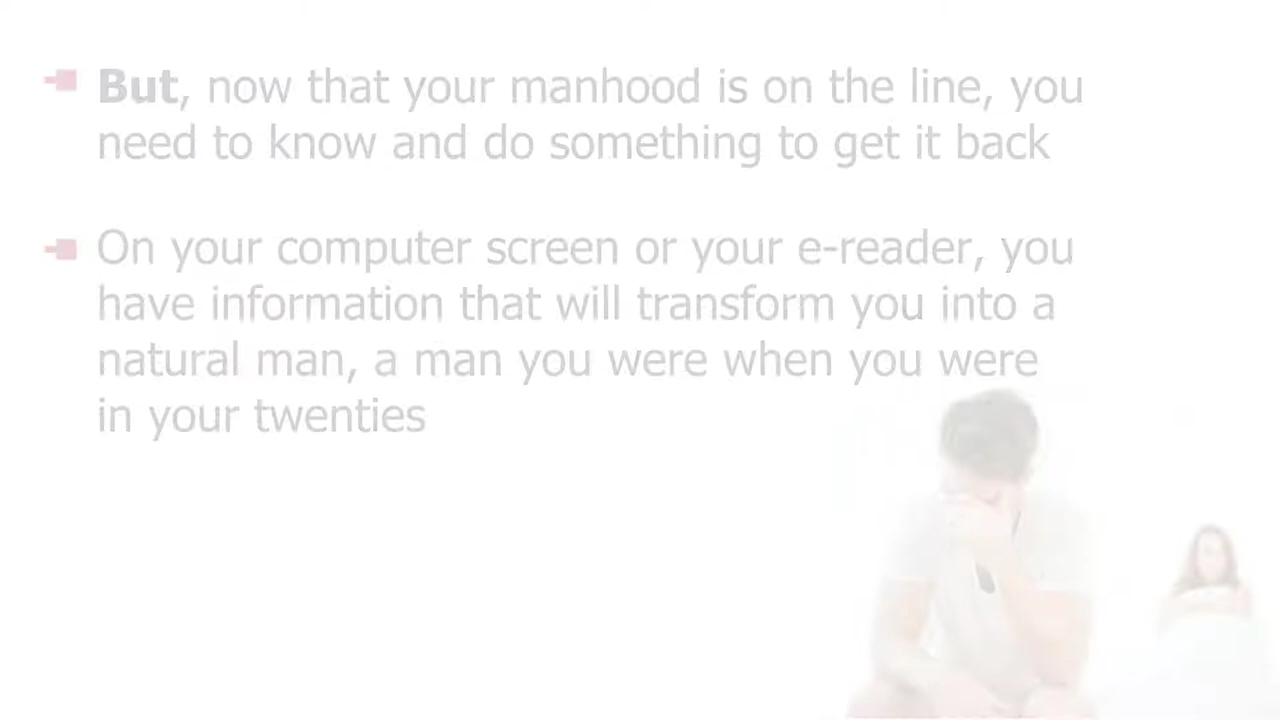 But, now that your manhood is on the line, you
need to know and do something to get it back
On your computer screen or your e-reader, you
have information that will transform you into a
natural man, a man you were when you were
in your twenties